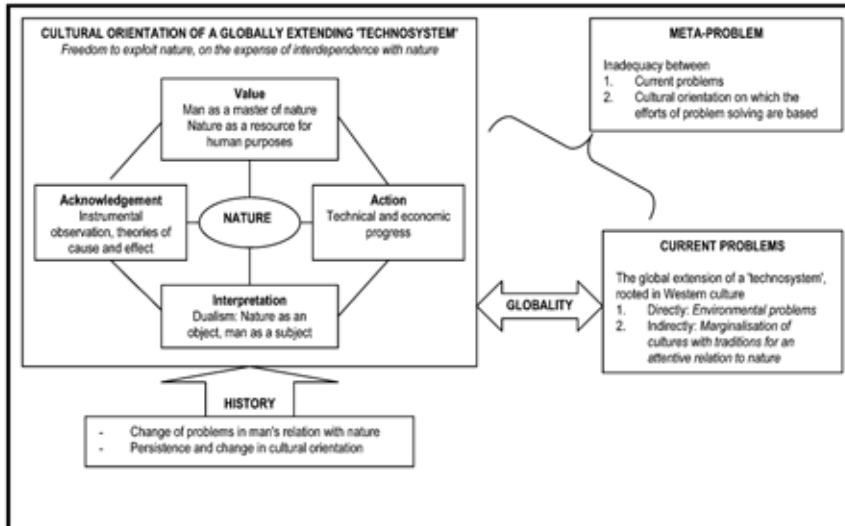 CULTURAL ORIENTATION OF A GLOBALLY EXTENDING 'TECHNOSYSTEM'
Freedom to exploit nature, on the expense of interdependence with nature
Value
Man as a master of nature
Nature as a resource for
human purposes
Acknowledgement
Instrumental
observation, theories of
cause and effect
NATURE
Action
Technical and economic
progress
Interpretation
Dualism: Nature as an
object, man as a subject
HISTORY
- Change of problems in man's relation with nature
- Persistence and change in cultural orientation
GLOBALITY
META-PROBLEM
Inadequacy between
1. Current problems
2. Cultural orientation on which the
efforts of problem solving are based
CURRENT PROBLEMS
The global extension of a 'technosystem',
rooted in Western culture
1. Directly: Environmental problems
2. Indirectly: Marginalisation of
cultures with traditions for an
attentive relation to nature